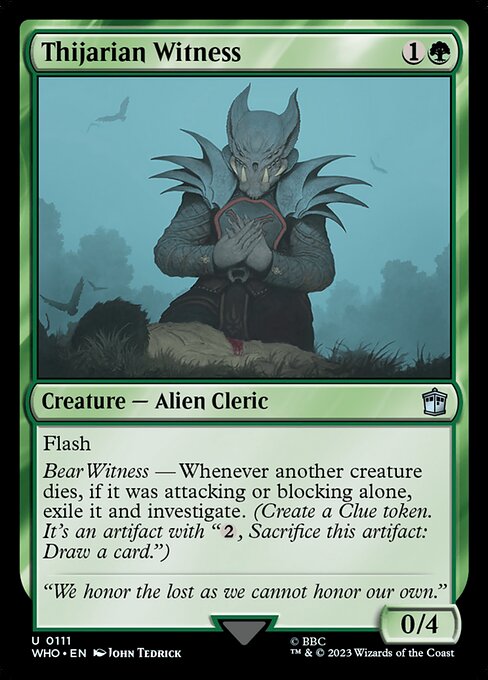 Thijarian Witness 1
Creature — Alien Cleric
Flash
Bear Witness — Whenever another creature
dies, if it was attacking or blocking alone,
exile it and investigate. (Create a Clue token.
It's an artifact with “2, Sacrifice this artifact:
Draw a card.”)
“We honor the lost as we cannot honor our own.”
0/4
U 0111
WHO • EN John Tedrick
© BBC
™ & © 2023 Wizards of the Coast